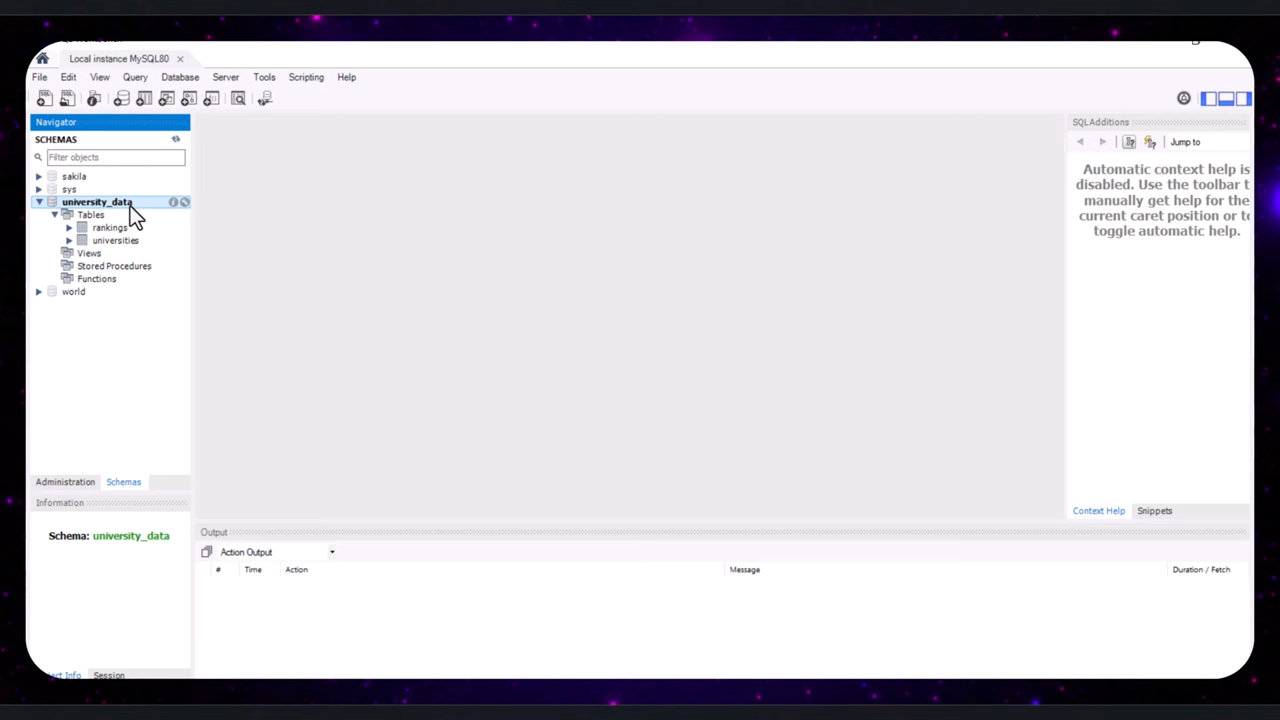 Local instance MySQL80
File Edit View Query Database Server Tools Scripting Help
Navigator
SCHEMAS
Filter objects
sakila
sys
university_data
Tables
rankings
universities
Views
Stored Procedures
Functions
world
Administration Schemas
Information
Schema: university_data
Session
SQLAdditions
Jump to
Automatic context help is
disabled. Use the toolbar t
manually get help for the
current caret position or to
toggle automatic help.
Context Help Snippets
Output
Action Output
# Time Action Message Duration / Fetch